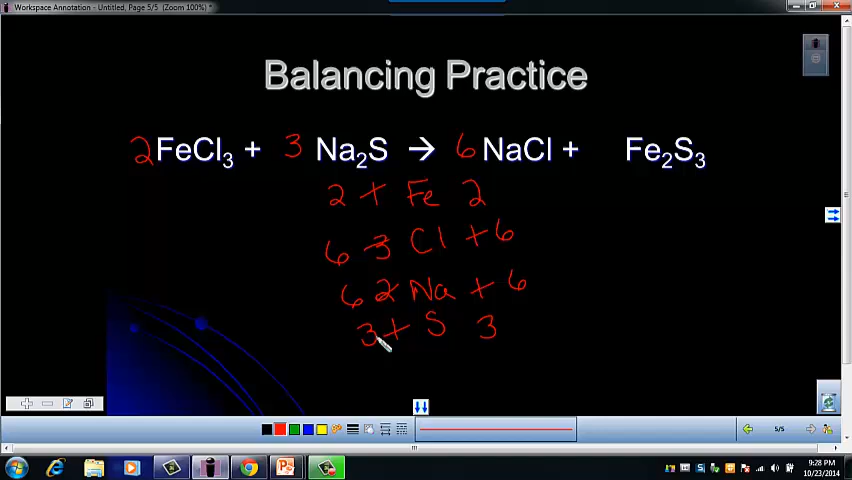 Workspace Annotation - Untitled, Page 5/5 (Zoom 100%) *
Balancing Practice
2FeCl₃ + 3 Na₂S → 6 NaCl + Fe₂S₃
2 1 Fe 2
6 3 Cl 1 6
6 2 Na 1 6
3 1 S 3
5/5
9:28 PM
10/23/2014